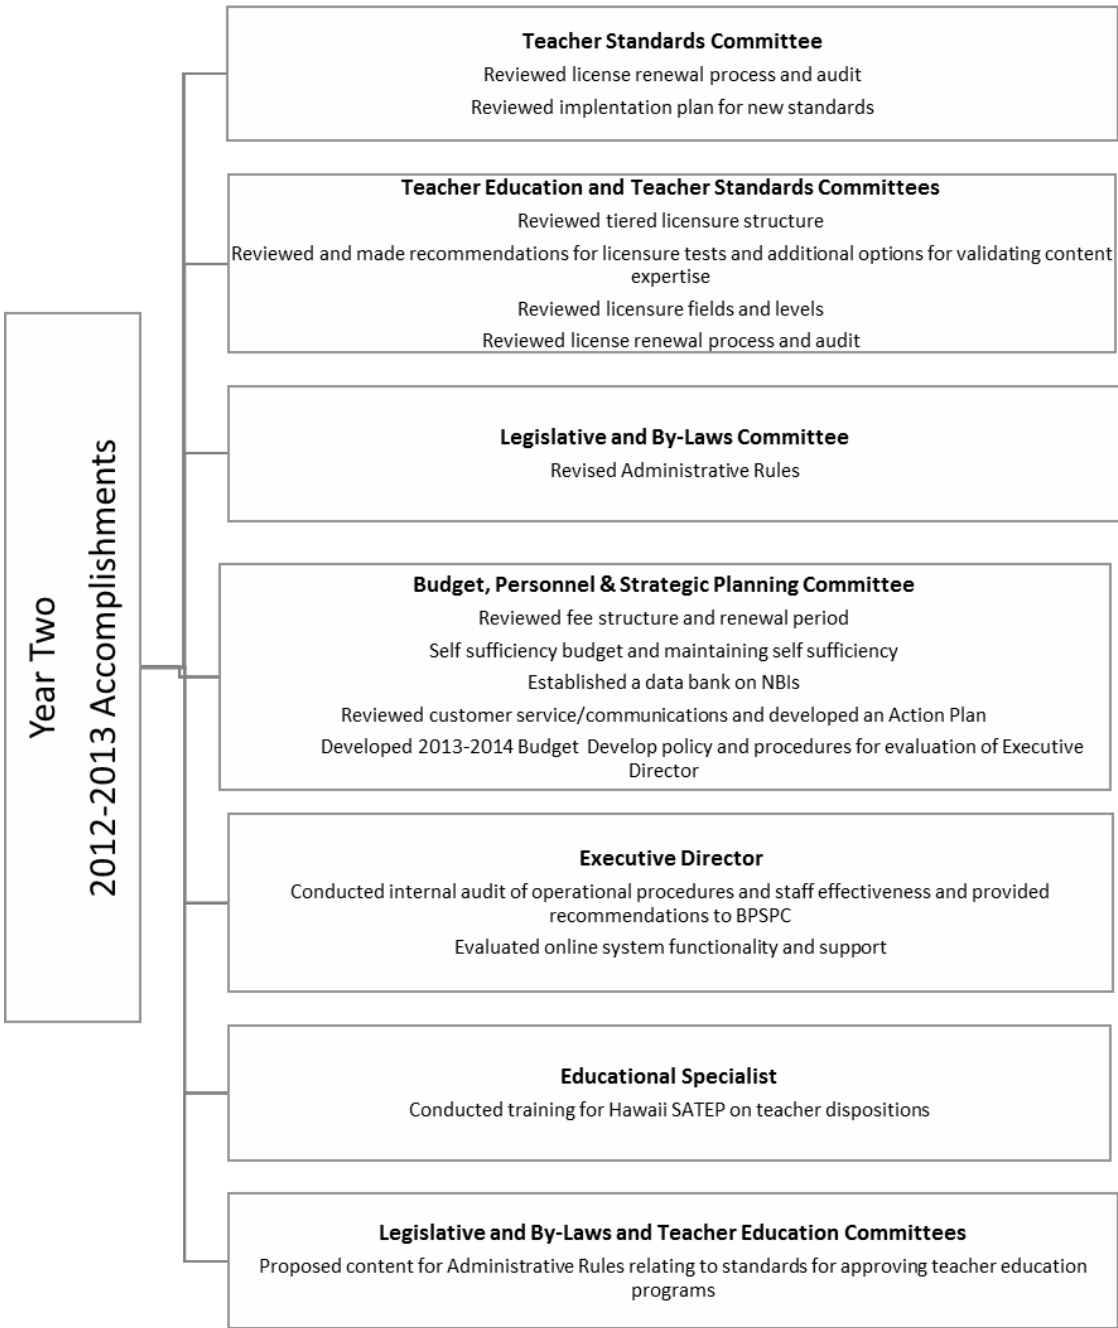 Year Two
2012-2013 Accomplishments
Teacher Standards Committee
Reviewed license renewal process and audit
Reviewed implentation plan for new standards
Teacher Education and Teacher Standards Committees
Reviewed tiered licensure structure
Reviewed and made recommendations for licensure tests and additional options for validating content
expertise
Reviewed licensure fields and levels
Reviewed license renewal process and audit
Legislative and By-Laws Committee
Revised Administrative Rules
Budget, Personnel & Strategic Planning Committee
Reviewed fee structure and renewal period
Self sufficiency budget and maintaining self sufficiency
Established a data bank on NBIs
Reviewed customer service/communications and developed an Action Plan
Developed 2013-2014 Budget Develop policy and procedures for evaluation of Executive
Director
Executive Director
Conducted internal audit of operational procedures and staff effectiveness and provided
recommendations to BPSPC
Evaluated online system functionality and support
Educational Specialist
Conducted training for Hawaii SATEP on teacher dispositions
Legislative and By-Laws and Teacher Education Committees
Proposed content for Administrative Rules relating to standards for approving teacher education
programs